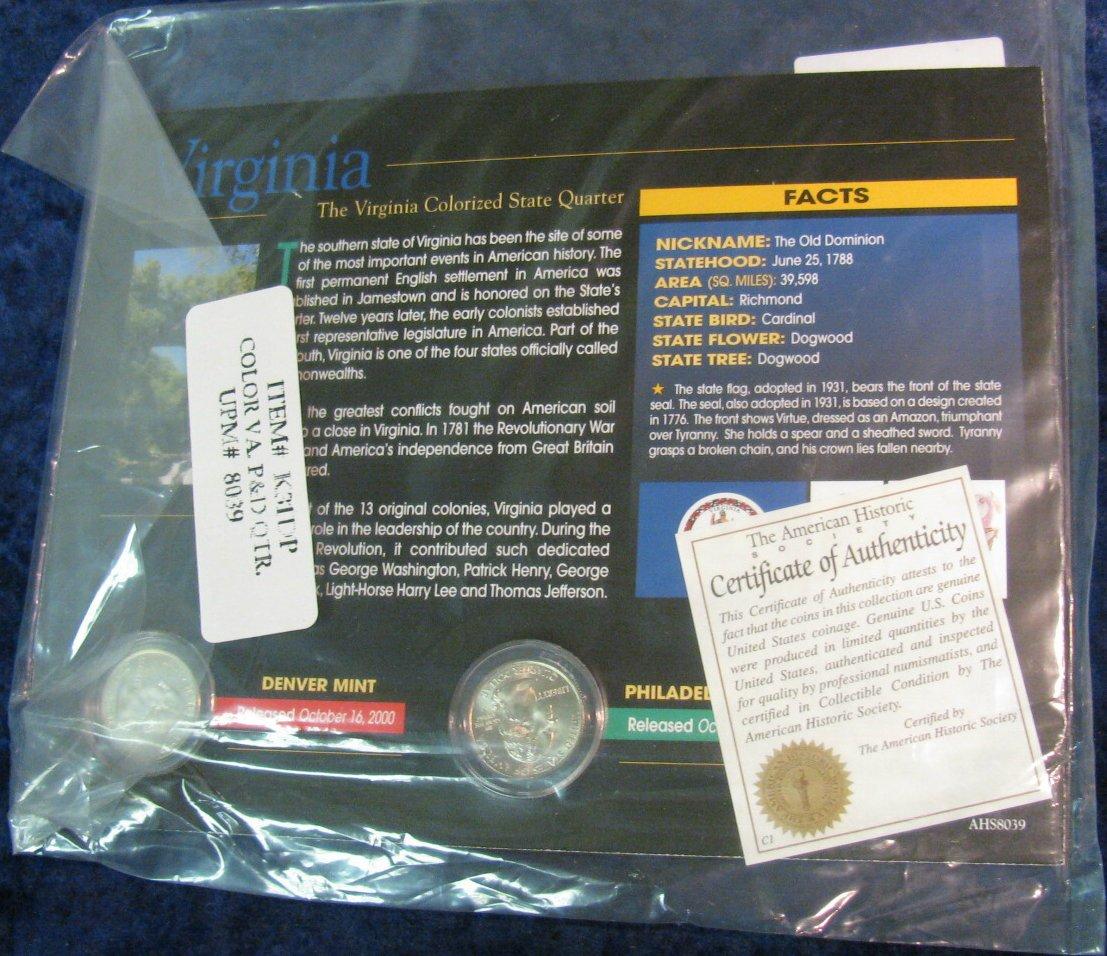 Virginia
The Virginia Colorized State Quarter
The southern state of Virginia has been the site of some
of the most important events in American history. The
first permanent English settlement in America was
blished in Jamestown and is honored on the State's
rter. Twelve years later, the early colonists established
rst representative legislature in America. Part of the
outh, Virginia is one of the four states officially called
onwealths.
the greatest conflicts fought on American soil
a close in Virginia. In 1781 the Revolutionary War
and America's independence from Great Britain
red.
of the 13 original colonies, Virginia played a
role in the leadership of the country. During the
Revolution, it contributed such dedicated
as George Washington, Patrick Henry, George
, Light-Horse Harry Lee and Thomas Jefferson.
FACTS
NICKNAME: The Old Dominion
STATEHOOD: June 25, 1788
AREA (SQ. MILES): 39,598
CAPITAL: Richmond
STATE BIRD: Cardinal
STATE FLOWER: Dogwood
STATE TREE: Dogwood
★ The state flag, adopted in 1931, bears the front of the state
seal. The seal, also adopted in 1931, is based on a design created
in 1776. The front shows Virtue, dressed as an Amazon, triumphant
over Tyranny. She holds a spear and a sheathed sword. Tyranny
grasps a broken chain, and his crown lies fallen nearby.
ITEM# K31DP
COLOR VA. P&D QTR.
UPM# 8039
DENVER MINT
Released October 16, 2000
PHILADEL
Released Oc
The American Historic
SOCIETY
Certificate of Authenticity
This Certificate of Authenticity attests to the
fact that the coins in this collection are genuine
United States coinage. Genuine U.S. Coins
were produced in limited quantities by the
United States, authenticated and inspected
for quality by professional numismatists, and
certified in Collectible Condition by The
American Historic Society.
Certified by
The American Historic Society
C1
AHS8039